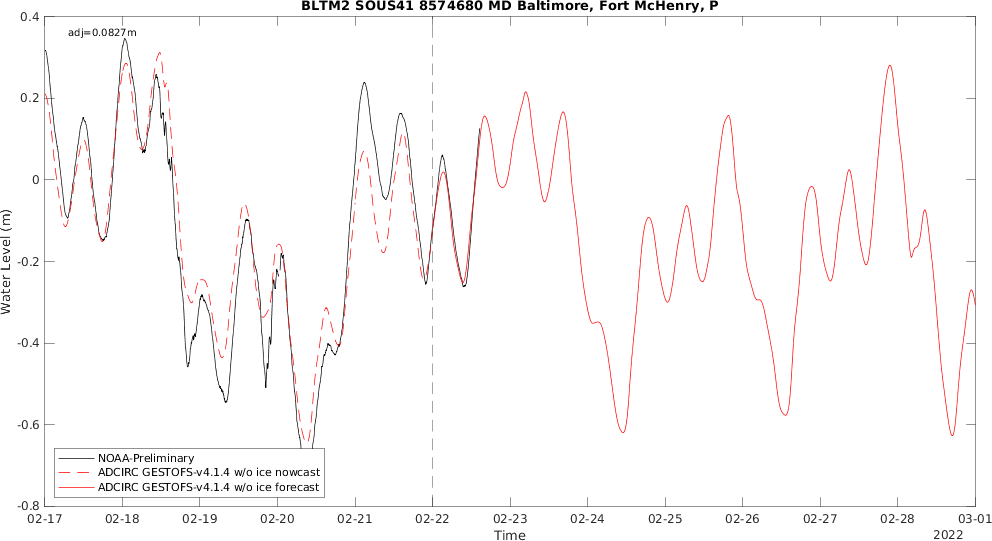 BLTM2 SOUS41 8574680 MD Baltimore, Fort McHenry, P
adj=0.0827m
0.4
0.2
0
-0.2
-0.4
-0.6
-0.8
Water Level (m)
NOAA-Preliminary
ADCIRC GESTOFS-v4.1.4 w/o ice nowcast
ADCIRC GESTOFS-v4.1.4 w/o ice forecast
02-17 02-18 02-19 02-20 02-21 02-22 02-23 02-24 02-25 02-26 02-27 02-28 03-01
Time
2022